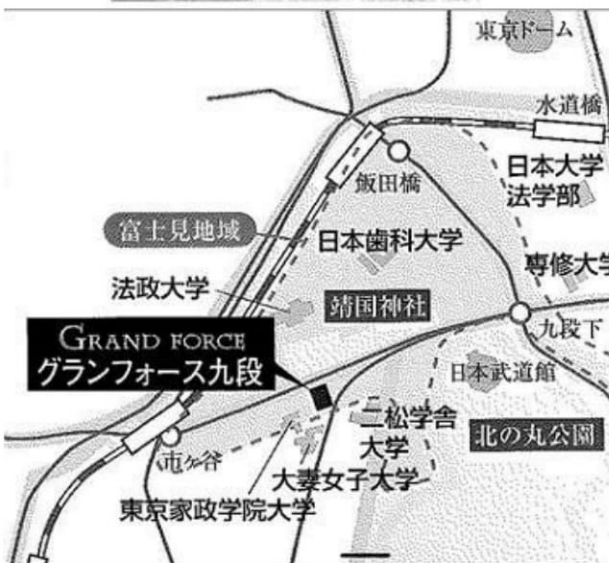 東京ドーム
水道橋
飯田橋
日本大学
法学部
富士見地域
日本歯科大学
専修大学
法政大学
靖国神社
GRAND FORCE
グランフォース九段
九段下
日本武道館
二松学舎
大学
北の丸公園
市ヶ谷
大妻女子大学
東京家政学院大学